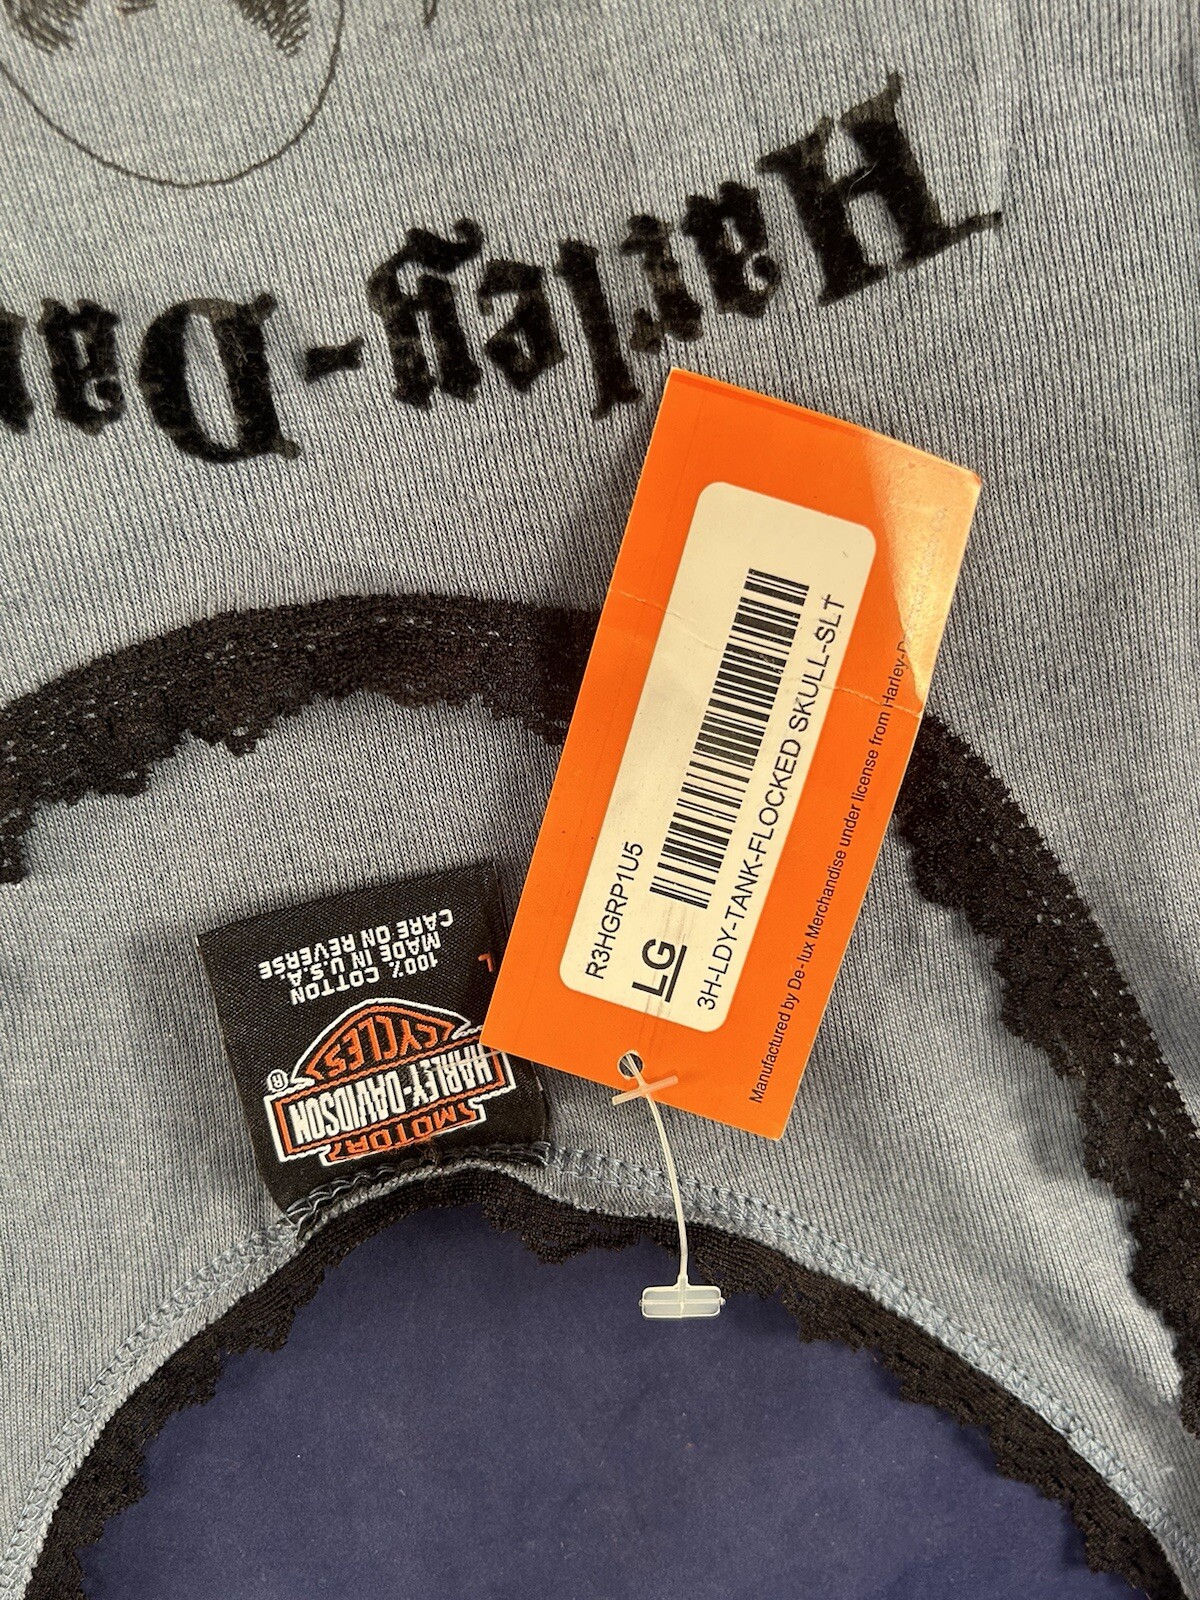 Harley-Da
R3HGRP1U5
LG
3H-LDY-TANK-FLOCKED SKULL-SLT
Manufactured by De-lux Merchandise under license from Harley-D
MOTOR
HARLEY-DAVIDSON
CYCLES
®
L
100% COTTON
MADE IN U.S.A.
CARE ON REVERSE